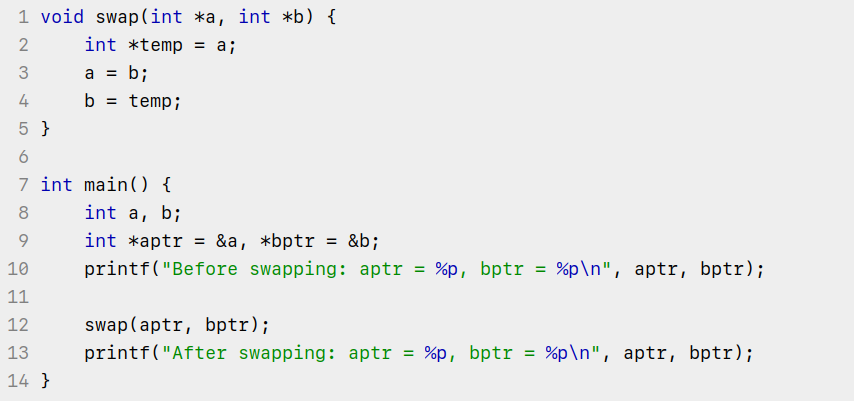 1 void swap(int *a, int *b) {
2     int *temp = a;
3     a = b;
4     b = temp;
5 }
6
7 int main() {
8     int a, b;
9     int *aptr = &a, *bptr = &b;
10     printf("Before swapping: aptr = %p, bptr = %p\n", aptr, bptr);
11
12     swap(aptr, bptr);
13     printf("After swapping: aptr = %p, bptr = %p\n", aptr, bptr);
14 }